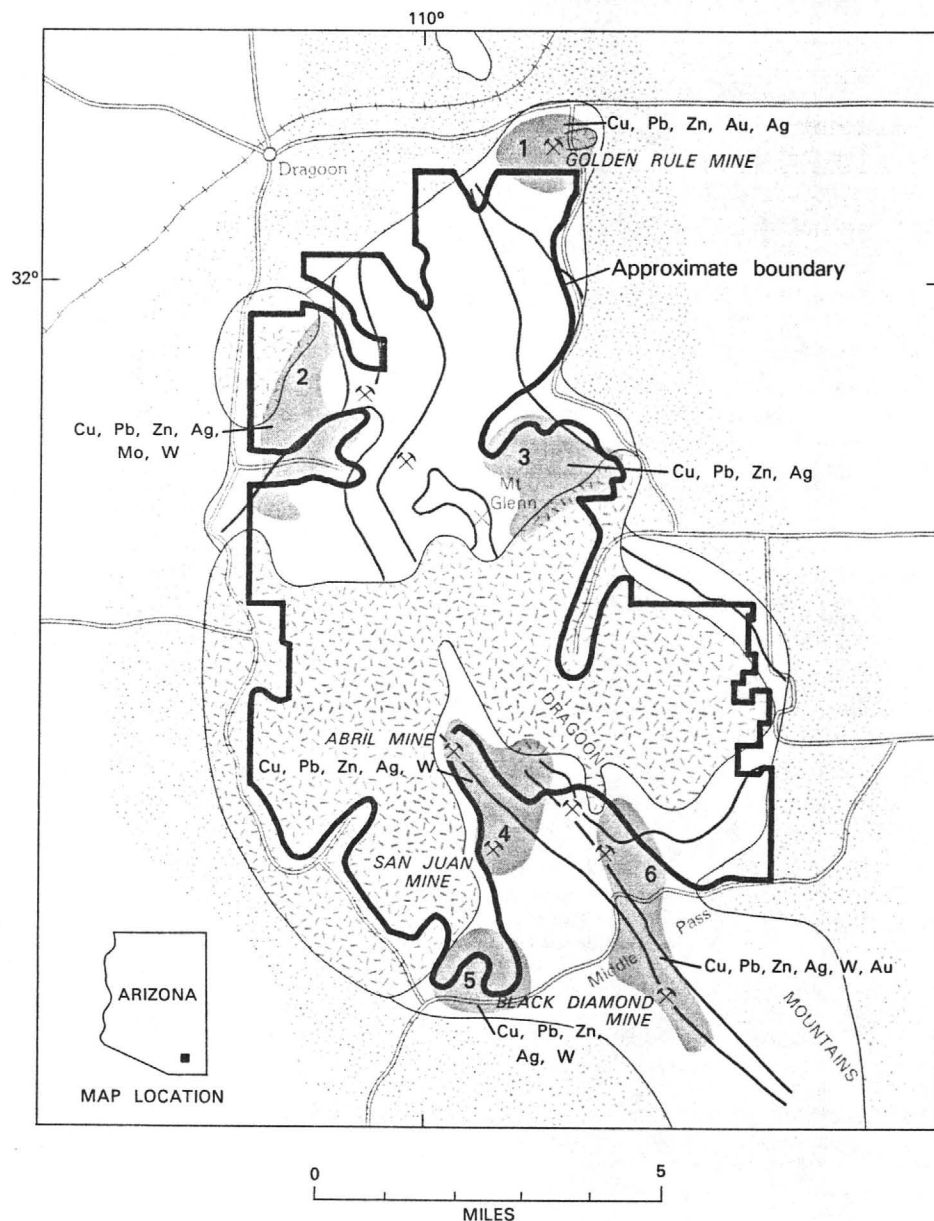 110°
Cu, Pb, Zn, Au, Ag
1
GOLDEN RULE MINE
Dragoon
32°
Approximate boundary
2
Cu, Pb, Zn, Ag,
Mo, W
3
Cu, Pb, Zn, Ag
Mt
Glenn
DRAGOON
ABRIL MINE
Cu, Pb, Zn, Ag, W
4
SAN JUAN
MINE
6
Middle Pass
Cu, Pb, Zn, Ag, W, Au
5
BLACK DIAMOND
MINE
Cu, Pb, Zn,
Ag, W
MOUNTAINS
ARIZONA
MAP LOCATION
0 5
MILES